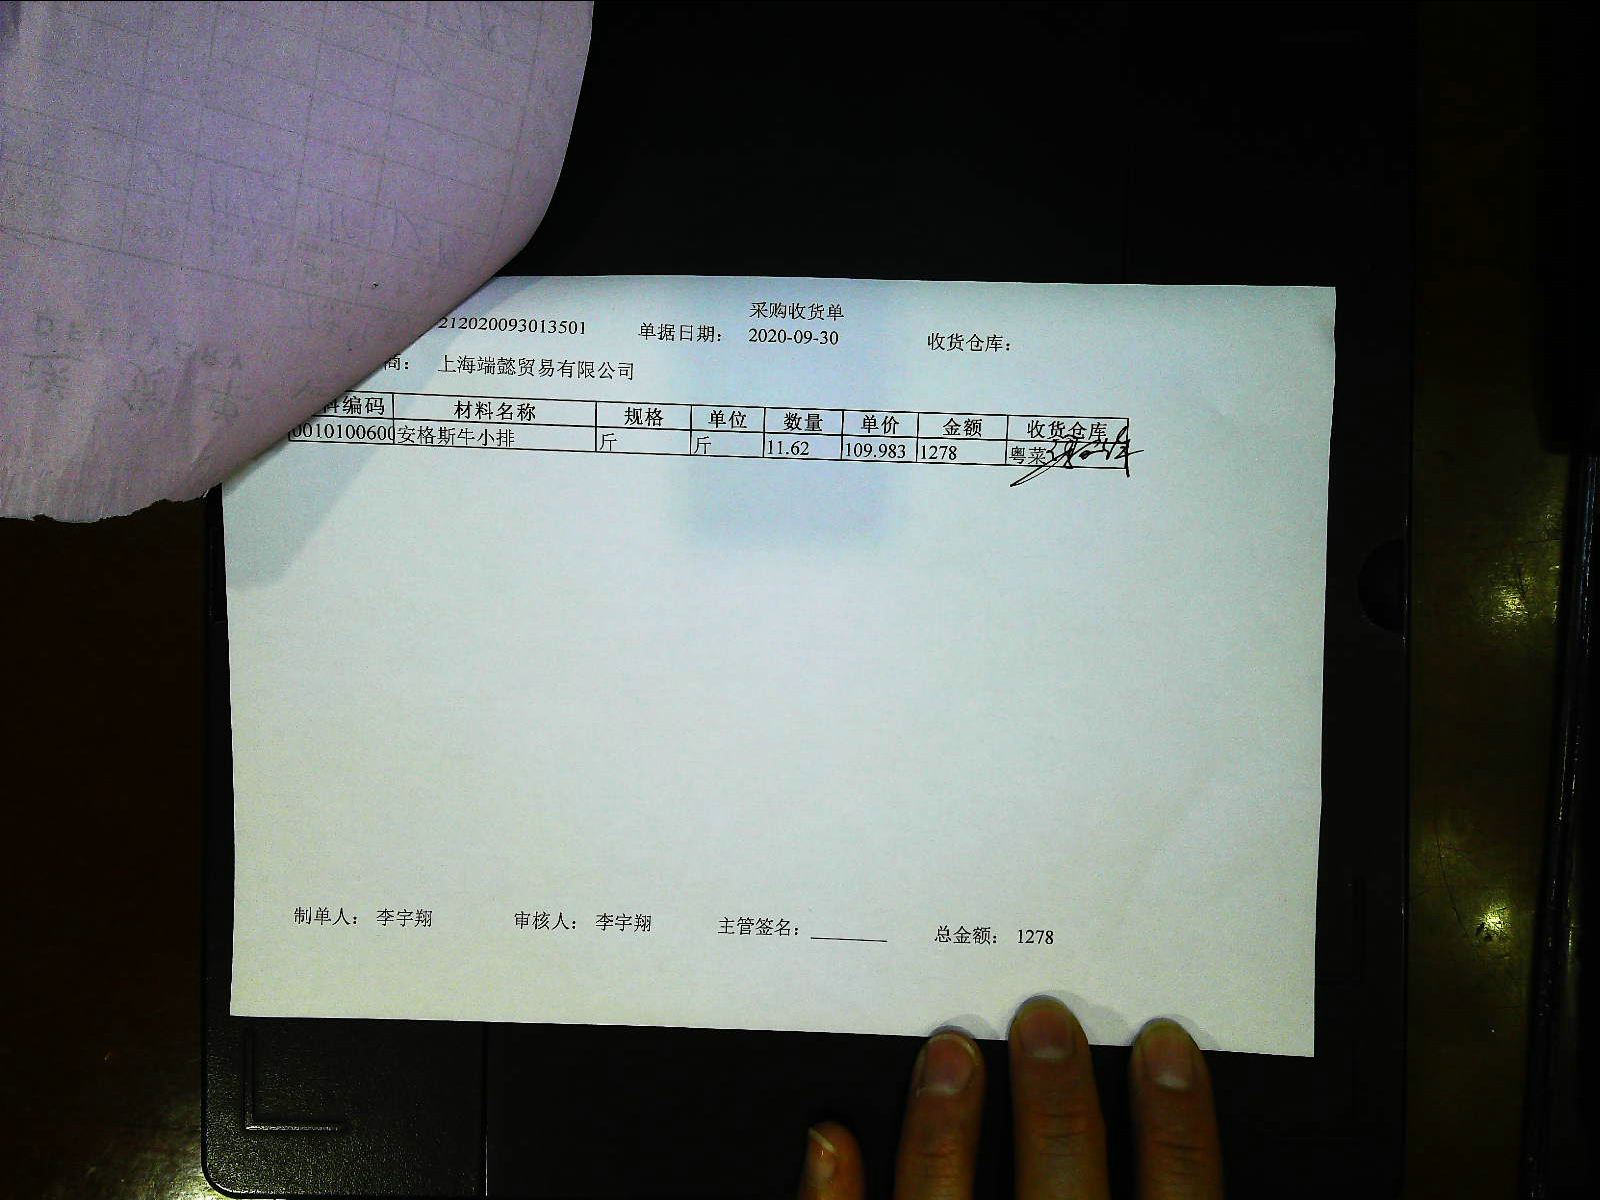 采购收货单
212020093013501 单据日期： 2020-09-30 收货仓库：
商： 上海端懿贸易有限公司
料编码 材料名称 规格 单位 数量 单价 金额 收货仓库
0010100600 安格斯牛小排 斤 斤 11.62 109.983 1278 粤菜
制单人： 李宇翔 审核人： 李宇翔 主管签名： 总金额： 1278